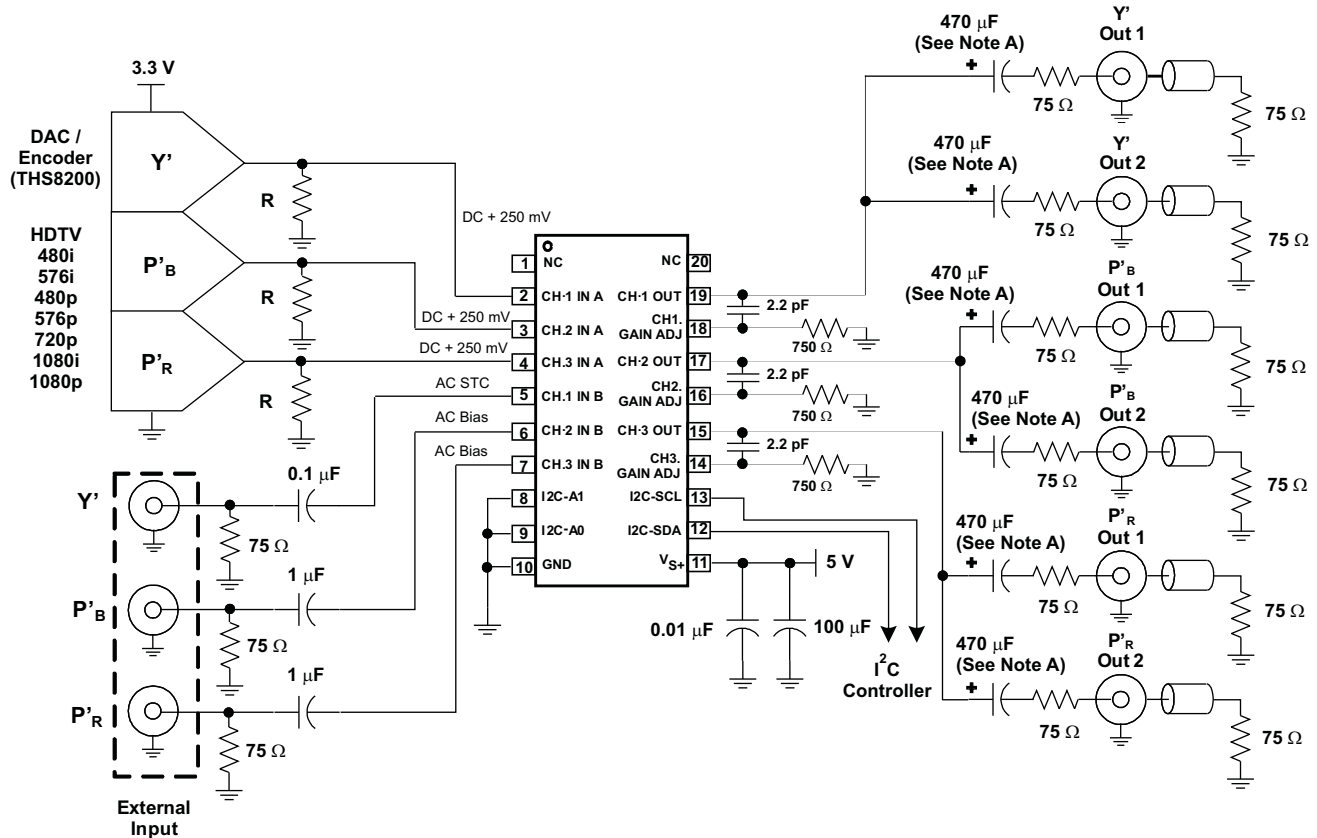 3.3 V
DAC /
Encoder
(THS8200)
HDTV
480i
576i
480p
576p
720p
1080i
1080p
Y'
P'B
P'R
R
R
R
DC + 250 mV
DC + 250 mV
DC + 250 mV
AC STC
AC Bias
AC Bias
Y'
P'B
P'R
75 Ω
75 Ω
75 Ω
0.1 μF
1 μF
1 μF
External
Input
1 NC
2 CH·1 IN A
3 CH.2 IN A
4 CH.3 IN A
5 CH.1 IN B
6 CH·2 IN B
7 CH.3 IN B
8 I2C-A1
9 I2C-A0
10 GND
NC 20
CH·1 OUT 19
CH1.
GAIN ADJ 18
CH·2 OUT 17
CH2.
GAIN ADJ 16
CH·3 OUT 15
CH3.
GAIN ADJ 14
I2C-SCL 13
I2C-SDA 12
VS+ 11
2.2 pF
750 Ω
2.2 pF
750 Ω
2.2 pF
750 Ω
5 V
0.01 μF
100 μF
I2C
Controller
470 μF
(See Note A)
+
75 Ω
Y'
Out 1
75 Ω
470 μF
(See Note A)
+
75 Ω
Y'
Out 2
75 Ω
470 μF
(See Note A)
+
75 Ω
P'B
Out 1
75 Ω
470 μF
(See Note A)
+
75 Ω
P'B
Out 2
75 Ω
470 μF
(See Note A)
+
75 Ω
P'R
Out 1
75 Ω
470 μF
(See Note A)
+
75 Ω
P'R
Out 2
75 Ω